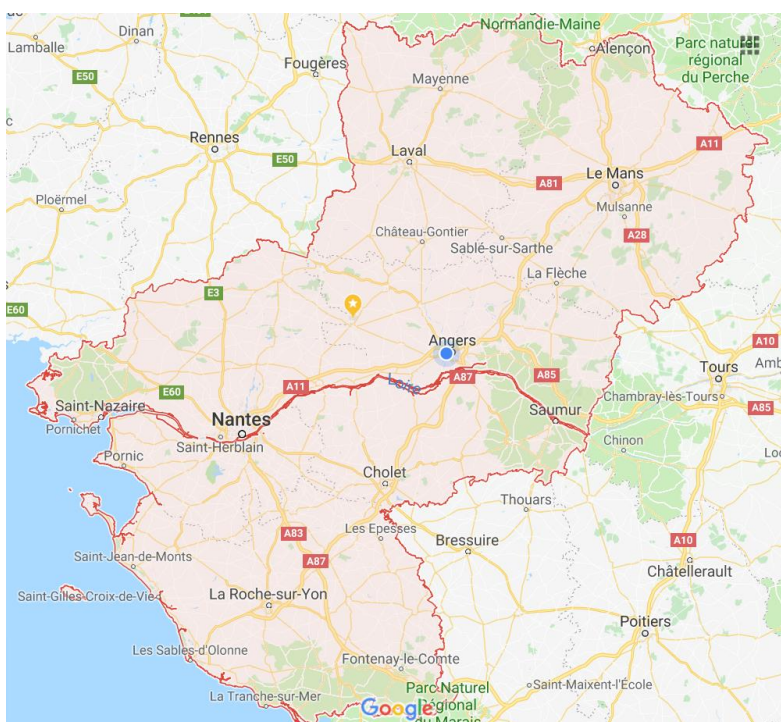 Normandie-Maine
Dinan
Lamballe
Alençon
Parc naturel
régional
du Perche
Fougères
E50
Mayenne
Rennes
E50
Laval
A11
A81
Le Mans
Ploërmel
Mulsanne
Château-Gontier
A28
Sablé-sur-Sarthe
La Flèche
E3
E60
Angers
A10
Loire
A87
A85
Tours
Amb
E60
A11
Chambray-lès-Tours
A85
Saint-Nazaire
Nantes
Saumur
Pornichet
Saint-Herblain
Chinon
Pornic
Cholet
Thouars
A83
Les Epesses
Bressuire
A10
Saint-Jean-de-Monts
A87
Châtellerault
Saint-Gilles Croix-de-Vie
La Roche-sur-Yon
Poitiers
Les Sables-d'Olonne
Fontenay-le-Comte
La Tranche-sur-Mer
Parc Naturel
Régional
du Marais
Saint-Maixent-l'École
Google